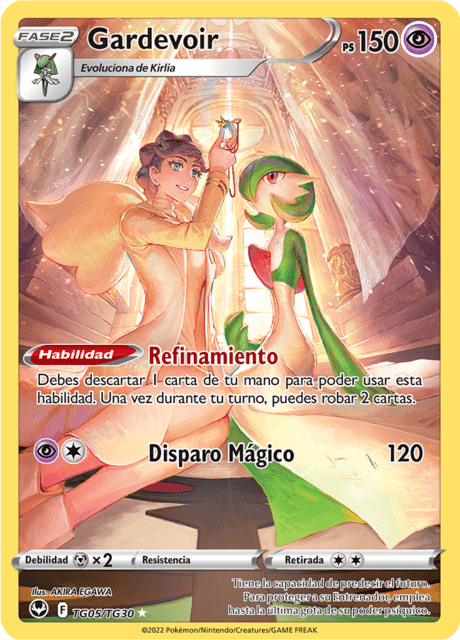 FASE2
Gardevoir
PS 150
Evoluciona de Kirlia
Habilidad Refinamiento
Debes descartar 1 carta de tu mano para poder usar esta
habilidad. Una vez durante tu turno, puedes robar 2 cartas.
Disparo Mágico 120
Debilidad ×2 Resistencia Retirada
Ilus. AKIRA EGAWA
F TG05/TG30
Tiene la capacidad de predecir el futuro.
Para proteger a su Entrenador, emplea
hasta la última gota de su poder psíquico.
©2022 Pokémon/Nintendo/Creatures/GAME FREAK